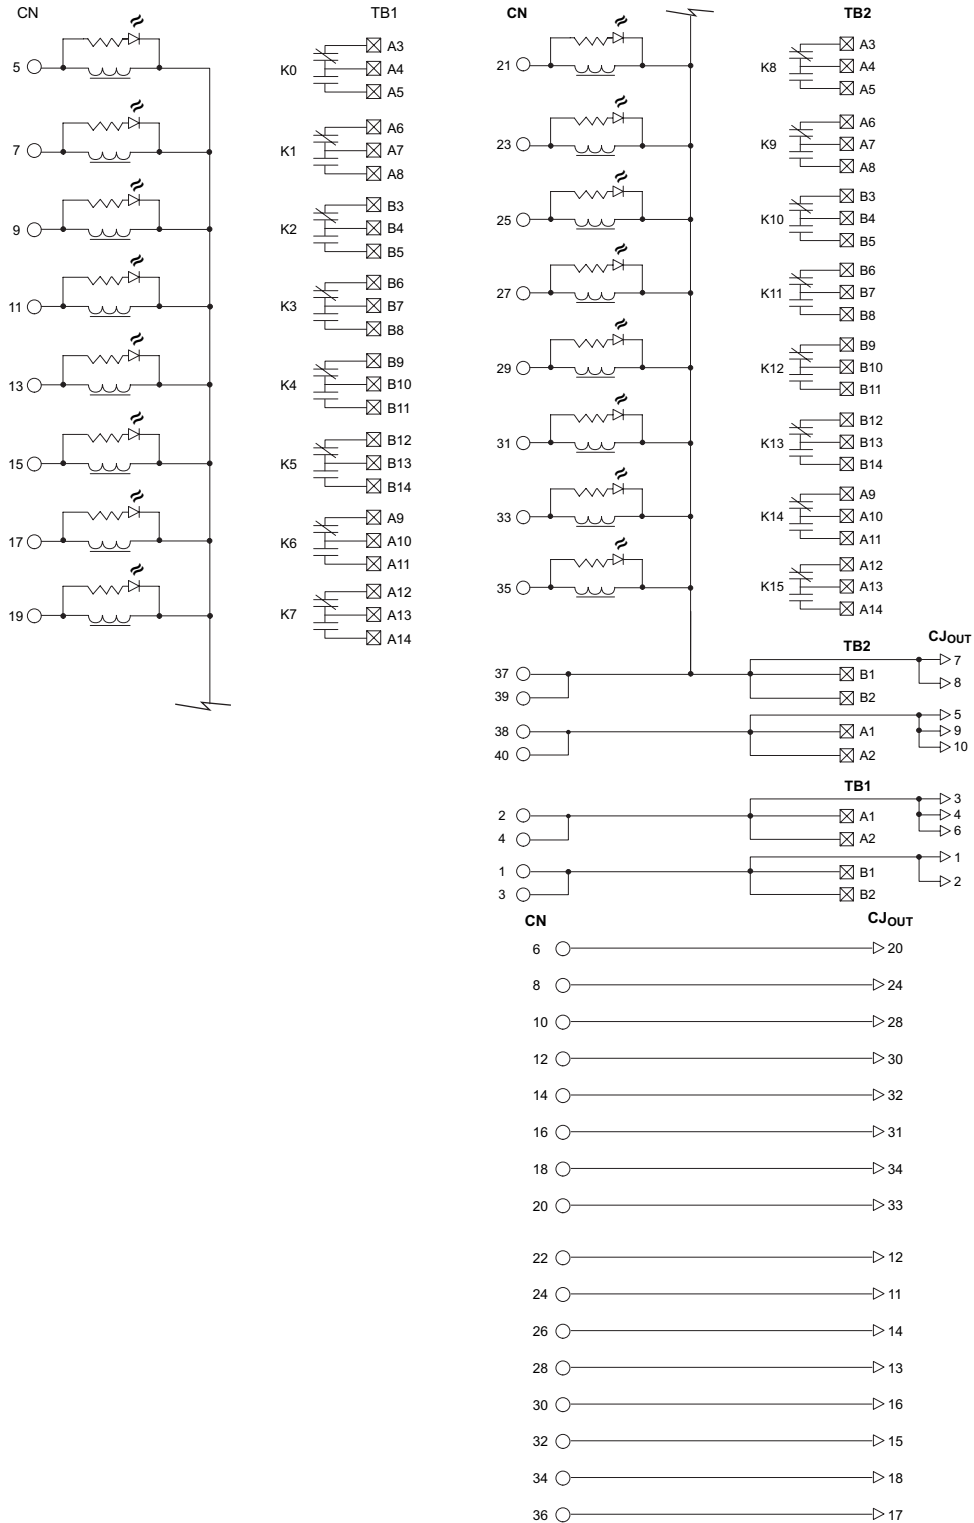 CN TB1
5 K0 A3
A4
A5
7 K1 A6
A7
A8
9 K2 B3
B4
B5
11 K3 B6
B7
B8
13 K4 B9
B10
B11
15 K5 B12
B13
B14
17 K6 A9
A10
A11
19 K7 A12
A13
A14
CN TB2
21 K8 A3
A4
A5
23 K9 A6
A7
A8
25 K10 B3
B4
B5
27 K11 B6
B7
B8
29 K12 B9
B10
B11
31 K13 B12
B13
B14
33 K14 A9
A10
A11
35 K15 A12
A13
A14
TB2 CJOUT
37 B1 7
39 B2 8
38 A1 5
9
40 A2 10
TB1
2 A1 3
4
4 A2 6
1 B1 1
3 B2 2
CN CJOUT
6 20
8 24
10 28
12 30
14 32
16 31
18 34
20 33
22 12
24 11
26 14
28 13
30 16
32 15
34 18
36 17